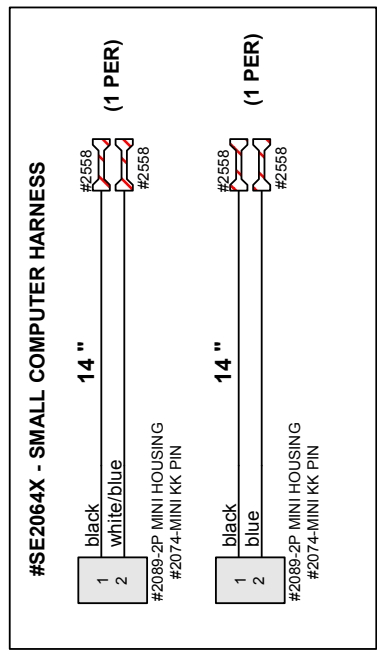 #SE2064X - SMALL COMPUTER HARNESS
black
14 "
#2558
(1 PER)
1
2
white/blue
#2558
#2089-2P MINI HOUSING
#2074-MINI KK PIN
black
14 "
#2558
(1 PER)
1
2
blue
#2558
#2089-2P MINI HOUSING
#2074-MINI KK PIN